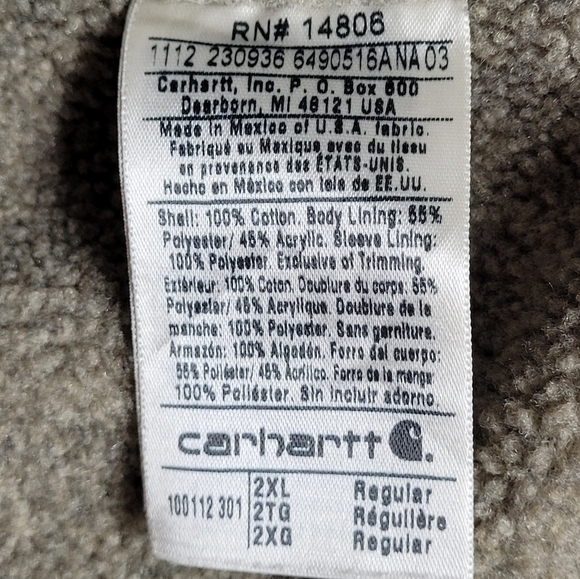 RN# 14806
1112 230936 6490516ANA03
Carhartt, Inc. P. O. Box 600
Dearborn, MI 48121 USA
Made in Mexico of U.S.A. fabric.
Fabriqué au Mexique avec du tissu
en provenance des ÉTATS-UNIS.
Hecho en México con tela de EE.UU.
Shell: 100% Cotton. Body Lining: 55%
Polyester/ 45% Acrylic. Sleeve Lining:
100% Polyester. Exclusive of Trimming.
Extérieur: 100% Coton. Doublure du corps: 55%
Polyester/ 45% Acrylique. Doublure de la
manche: 100% Polyester. Sans garniture.
Armazón: 100% Algodón. Forro del cuerpo:
55% Poliéster/ 45% Acrílico. Forro de la manga:
100% Poliéster. Sin incluir adorno.
carhartt
100112 301
2XL Regular
2TG Régulière
2XG Regular